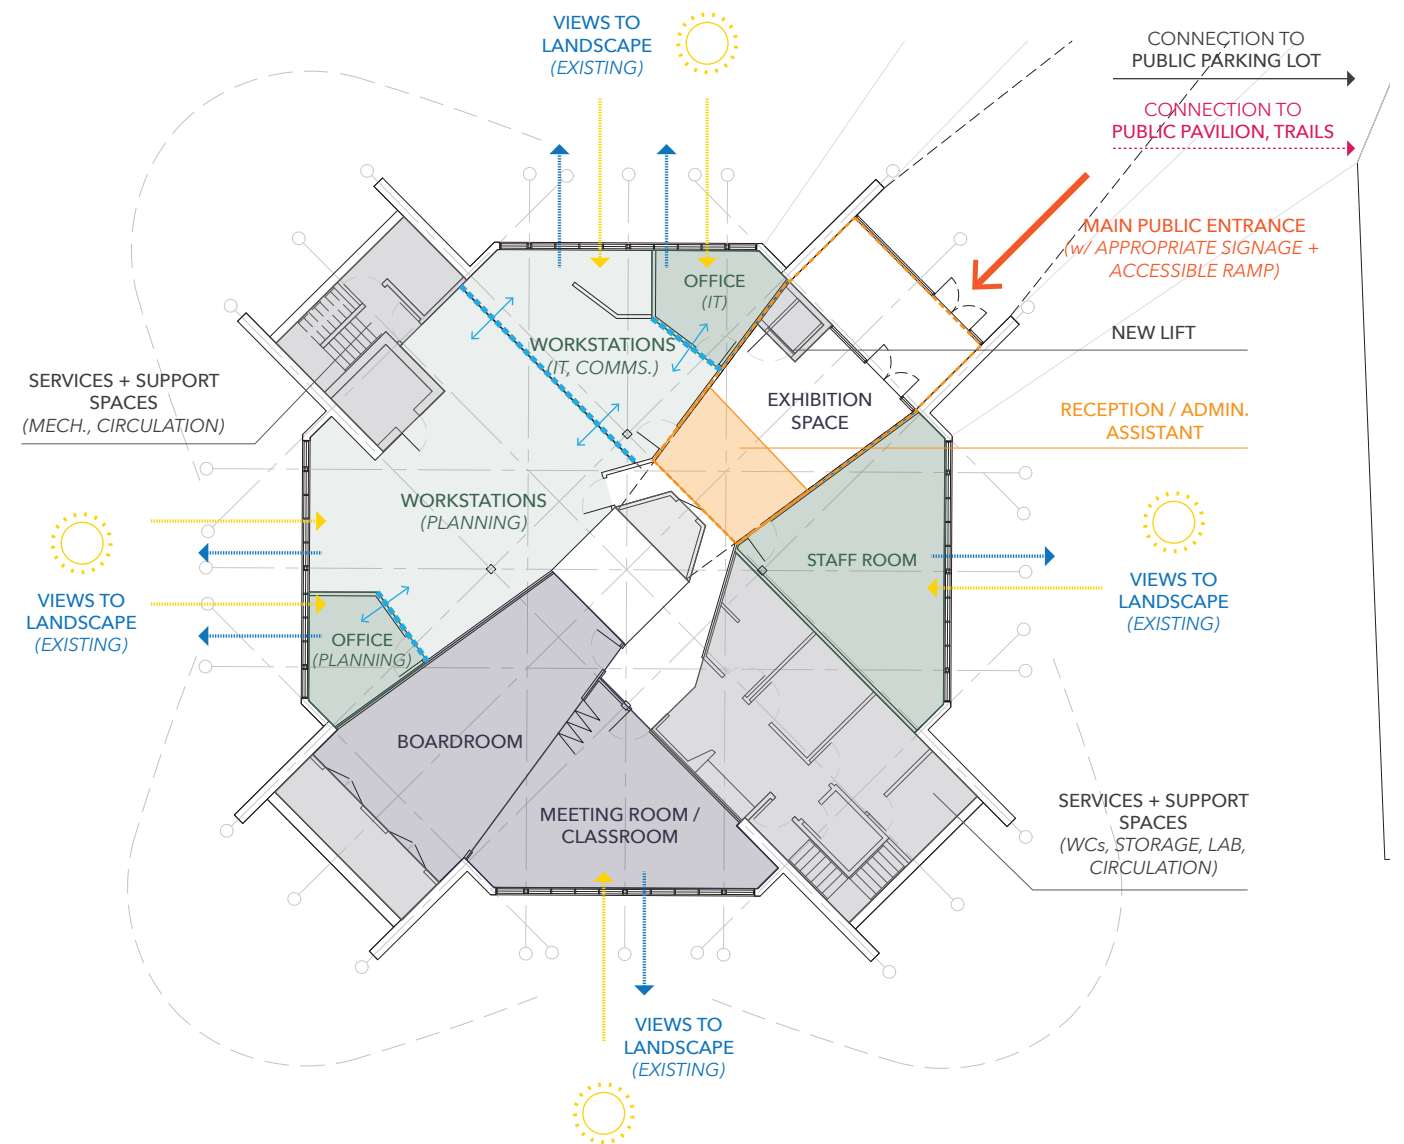 VIEWS TO
LANDSCAPE
(EXISTING)
CONNECTION TO
PUBLIC PARKING LOT
CONNECTION TO
PUBLIC PAVILION, TRAILS
MAIN PUBLIC ENTRANCE
(w/ APPROPRIATE SIGNAGE +
ACCESSIBLE RAMP)
OFFICE
(IT)
NEW LIFT
WORKSTATIONS
(IT, COMMS.)
SERVICES + SUPPORT
SPACES
(MECH., CIRCULATION)
EXHIBITION
SPACE
RECEPTION / ADMIN.
ASSISTANT
WORKSTATIONS
(PLANNING)
STAFF ROOM
VIEWS TO
LANDSCAPE
(EXISTING)
VIEWS TO
LANDSCAPE
(EXISTING)
OFFICE
(PLANNING)
BOARDROOM
MEETING ROOM /
CLASSROOM
SERVICES + SUPPORT
SPACES
(WCs, STORAGE, LAB,
CIRCULATION)
VIEWS TO
LANDSCAPE
(EXISTING)